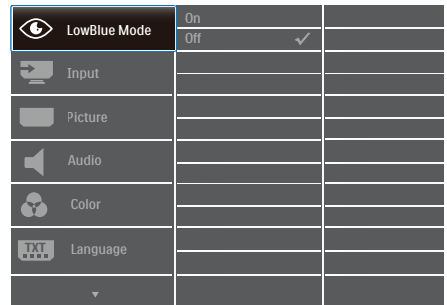 LowBlue Mode
On
Off
Input
Picture
Audio
Color
TXT
Language